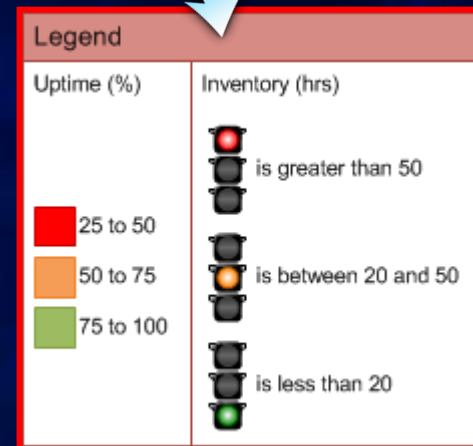 Legend
Uptime (%)
25 to 50
50 to 75
75 to 100
Inventory (hrs)
is greater than 50
is between 20 and 50
is less than 20